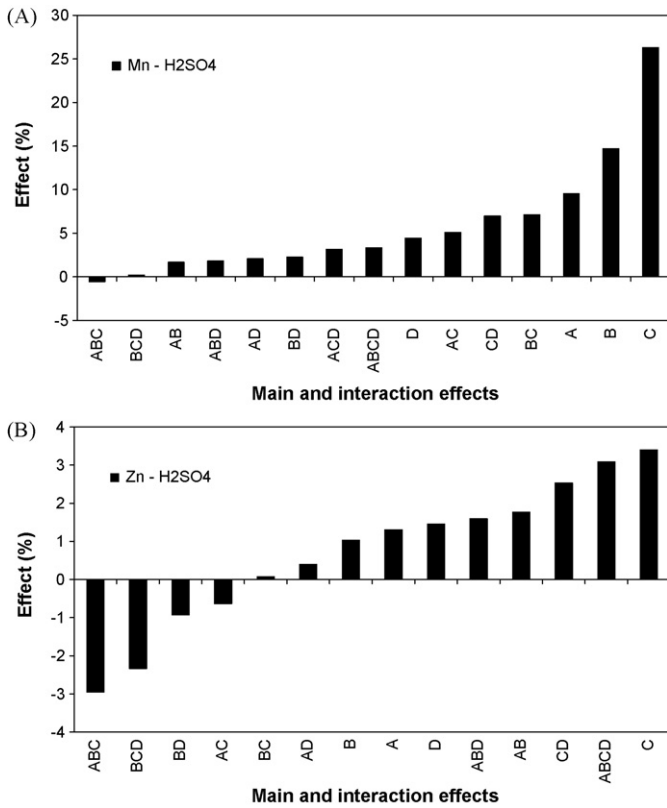 (A)
30
25
20
15
10
5
0
-5
Effect (%)
Mn - H2SO4
ABC BCD AB ABD AD BD ACD ABCD D AC CD BC A B C
Main and interaction effects
(B)
4
3
2
1
0
-1
-2
-3
-4
Effect (%)
Zn - H2SO4
ABC BCD BD AC BC AD B A D ABD AB CD ABCD C
Main and interaction effects